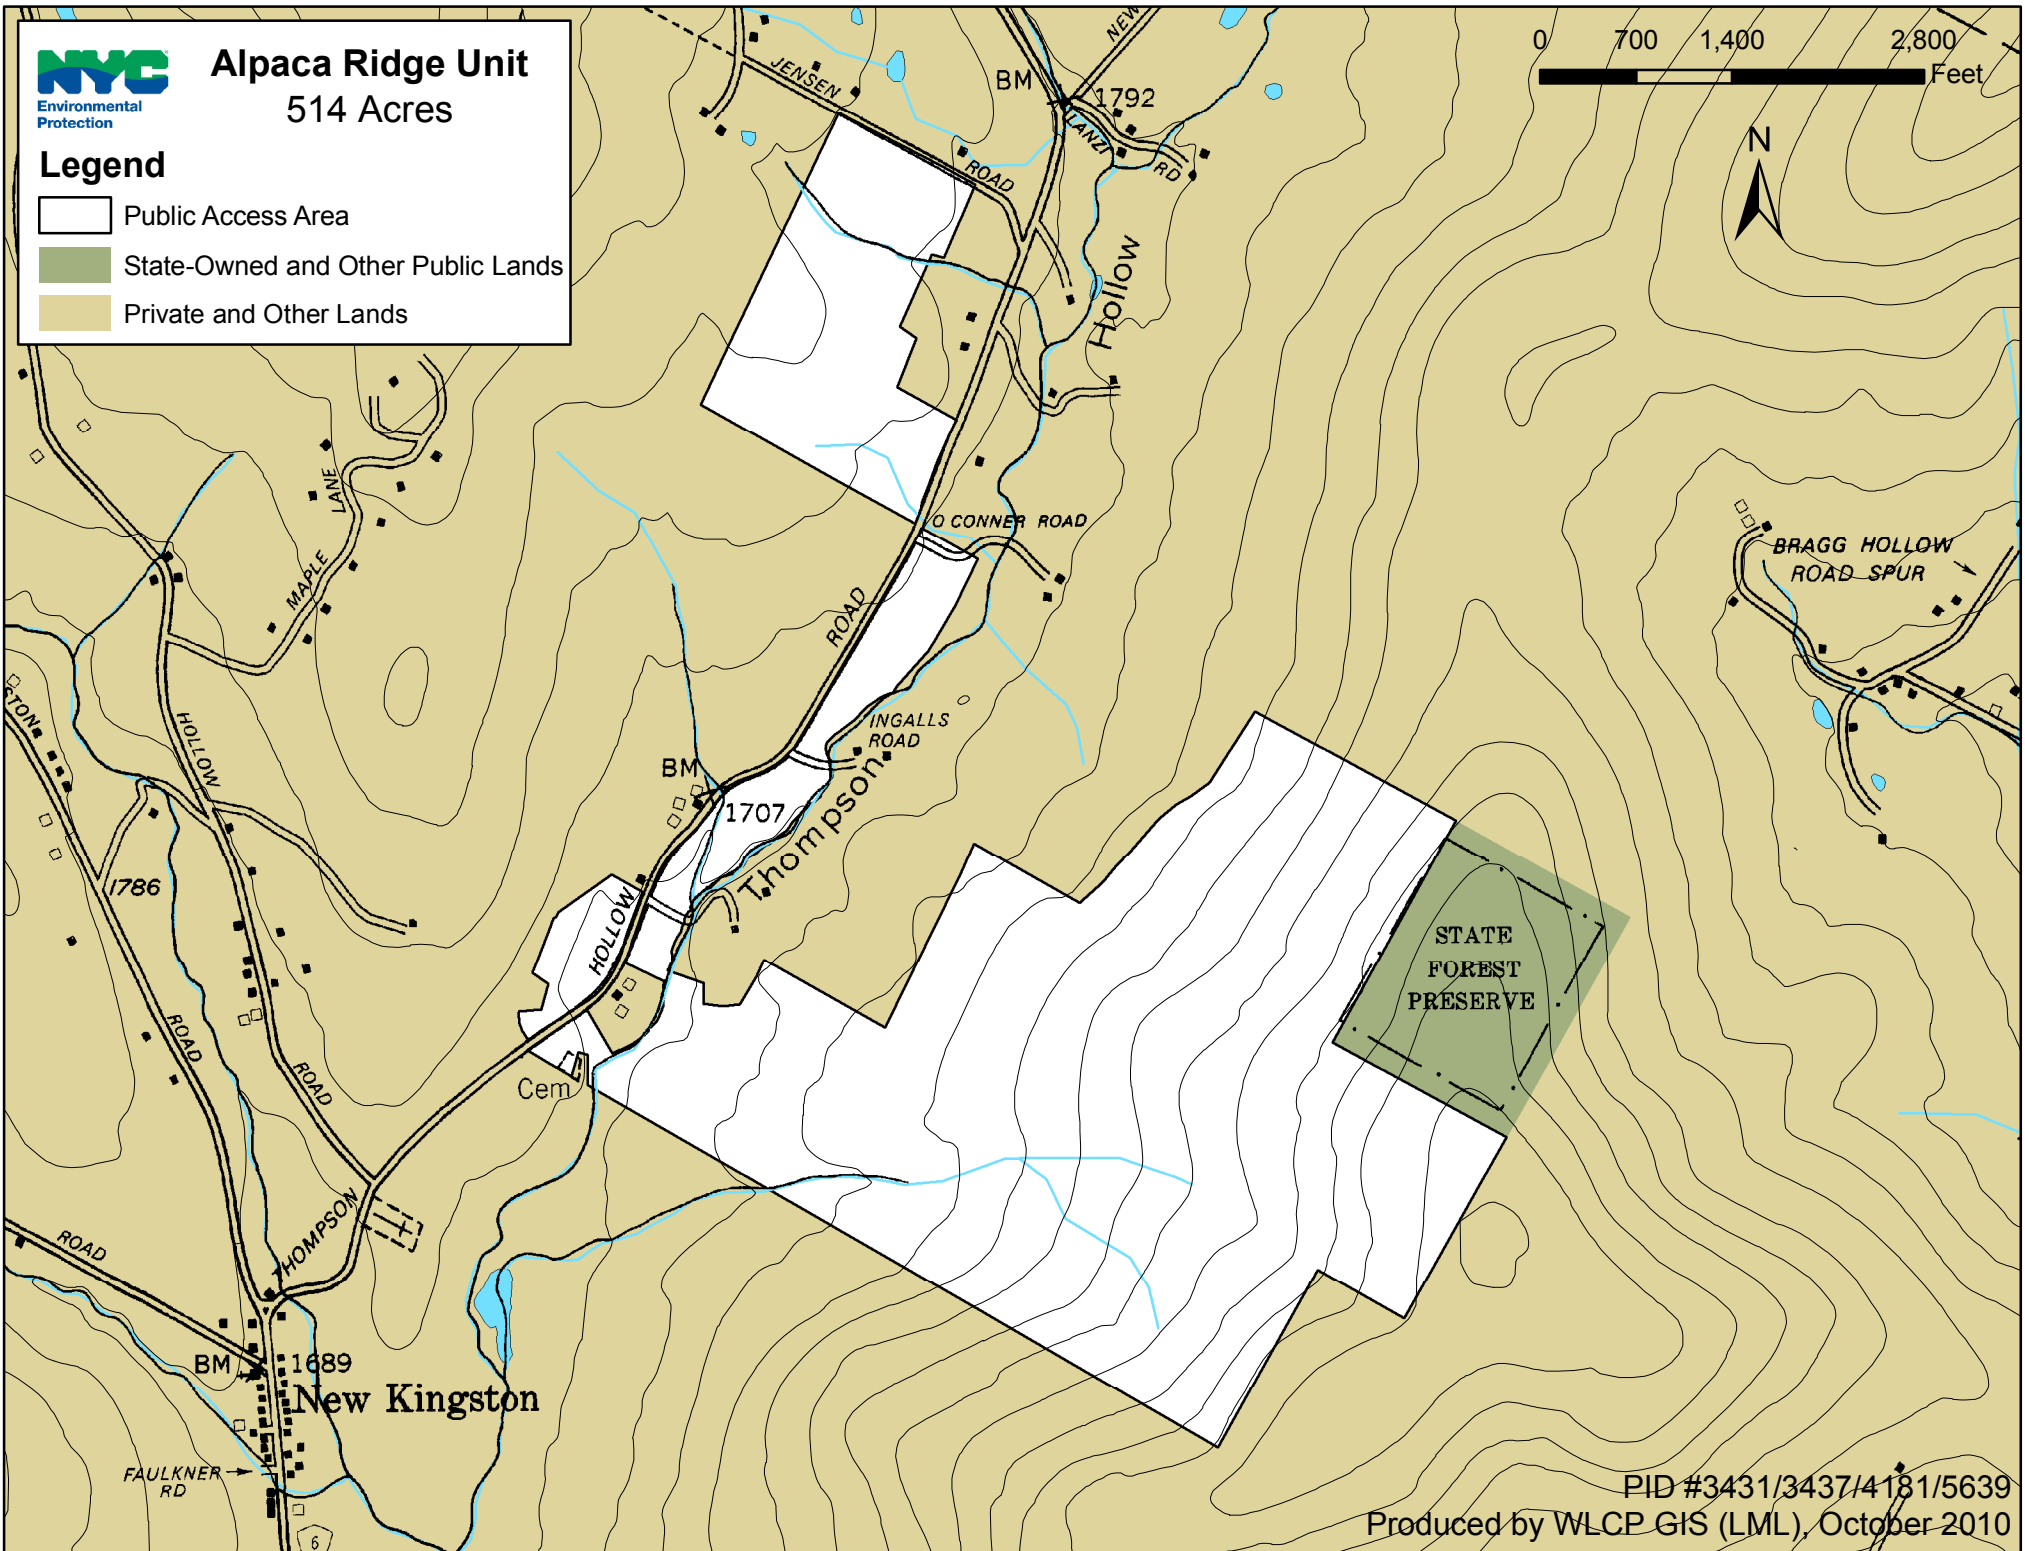 NYC
Environmental
Protection
Alpaca Ridge Unit
514 Acres
Legend
Public Access Area
State-Owned and Other Public Lands
Private and Other Lands
0 700 1,400 2,800
Feet
N
JENSEN
ROAD
BM
1792
NEW
LANZI
RD
Hollow
O CONNER ROAD
ROAD
INGALLS
ROAD
BM
1707
Thompson
HOLLOW
Cem
THOMPSON
LANE
MAPLE
STON
HOLLOW
1786
ROAD
ROAD
ROAD
BM
1689
New Kingston
FAULKNER
RD
6
BRAGG HOLLOW
ROAD SPUR
STATE
FOREST
PRESERVE
PID #3431/3437/4181/5639
Produced by WLCP GIS (LML), October 2010